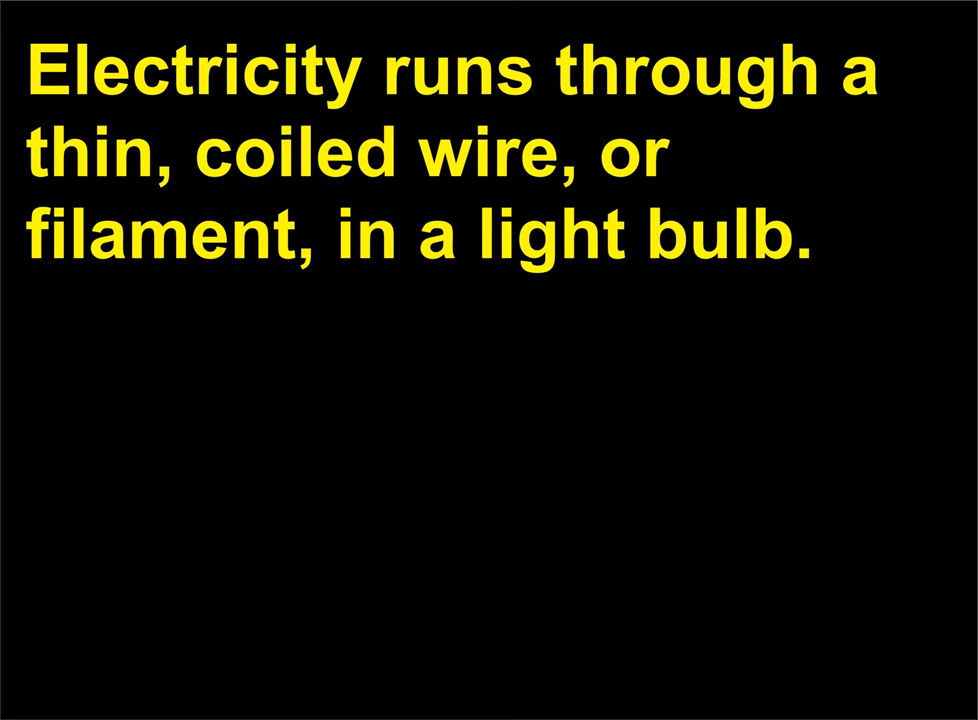 Electricity runs through a
thin, coiled wire, or
filament, in a light bulb.